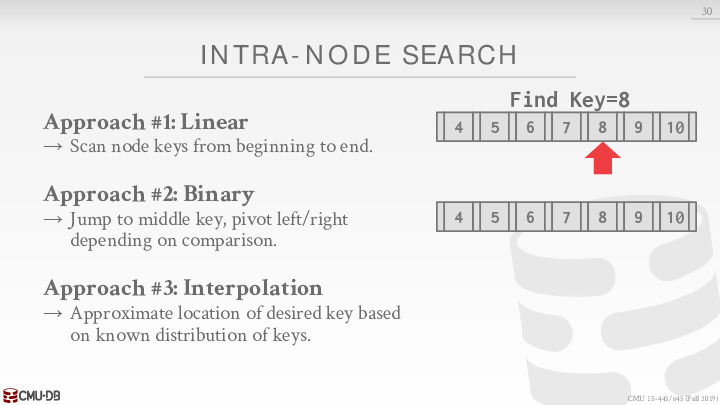 30
INTRA-NODE SEARCH
Approach #1: Linear
→ Scan node keys from beginning to end.
Approach #2: Binary
→ Jump to middle key, pivot left/right
depending on comparison.
Approach #3: Interpolation
→ Approximate location of desired key based
on known distribution of keys.
Find Key=8
4 5 6 7 8 9 10
4 5 6 7 8 9 10
CMU·DB
CMU 15-445/645 (Fall 2019)